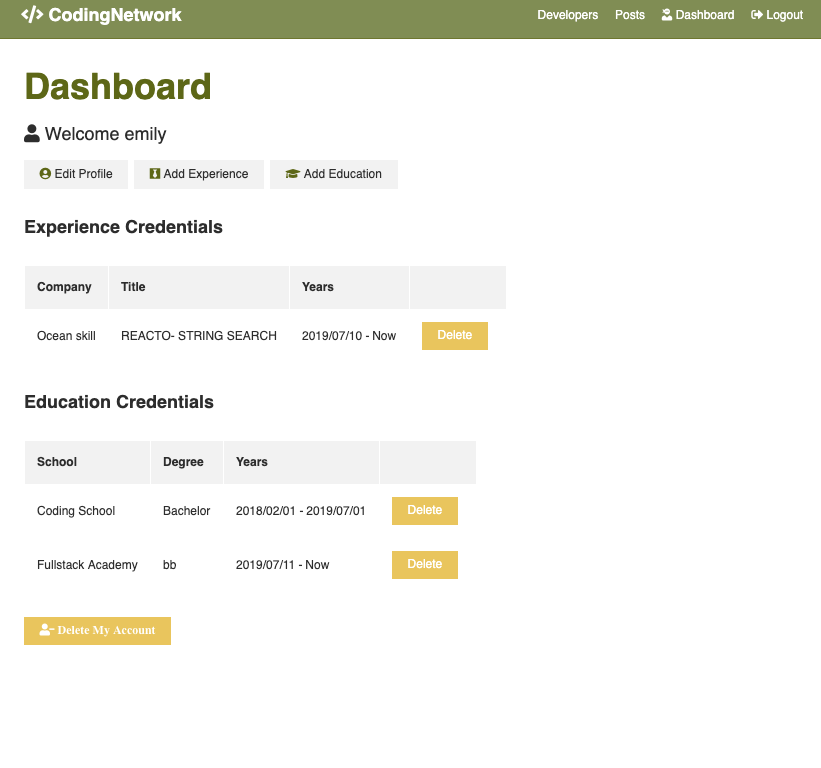 </> CodingNetwork Developers Posts Dashboard Logout
Dashboard
Welcome emily
Edit Profile Add Experience Add Education
Experience Credentials
Company Title Years
Ocean skill REACTO- STRING SEARCH 2019/07/10 - Now Delete
Education Credentials
School Degree Years
Coding School Bachelor 2018/02/01 - 2019/07/01 Delete
Fullstack Academy bb 2019/07/11 - Now Delete
Delete My Account